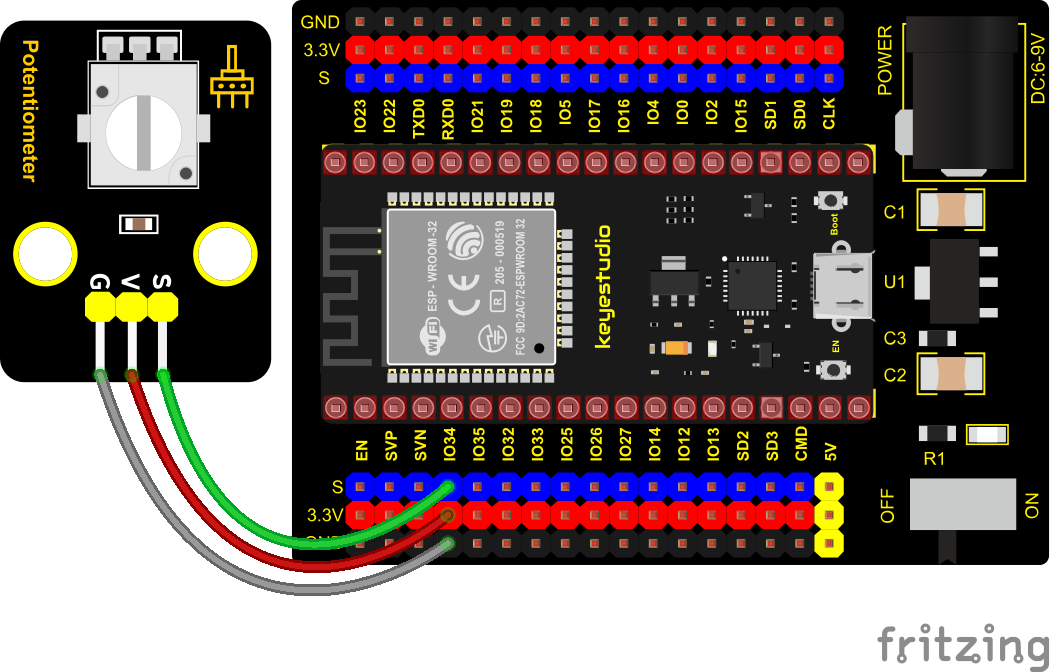 Potentiometer
G
V
S
GND
3.3V
S
IO23
IO22
TXD0
RXD0
IO21
IO19
IO18
IO5
IO17
IO16
IO4
IO0
IO2
IO15
SD1
SD0
CLK
POWER
DC:6-9V
WiFi
ESP - WROOM-32
CE
R
205 - 000519
FCC 9D:2AC72-ESPWROOM 32
keyestudio
Boot
EN
C1
U1
C3
C2
R1
OFF
ON
EN
SVP
SVN
IO34
IO35
IO32
IO33
IO25
IO26
IO27
IO14
IO12
IO13
SD2
SD3
CMD
5V
S
3.3V
GND
fritzing